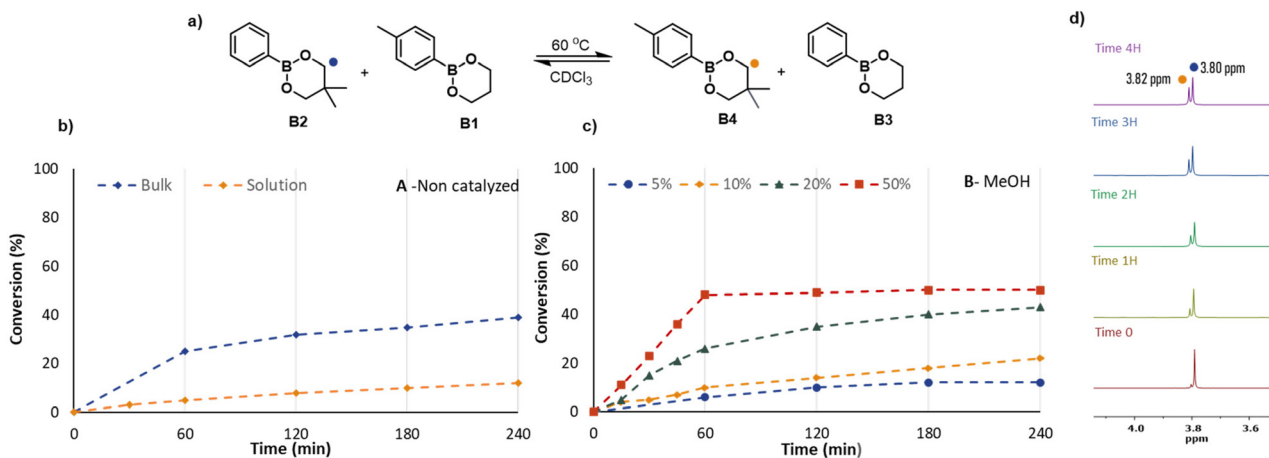 a)
B
O
O
B2
+
B
O
O
B1
60 °C
CDCl3
B
O
O
B4
+
B
O
O
B3
b)
A -Non catalyzed
Bulk
Solution
Conversion (%)
100
80
60
40
20
0
0
60
120
180
240
Time (min)
c)
B- MeOH
5%
10%
20%
50%
Conversion (%)
100
80
60
40
20
0
0
60
120
180
240
Time (min)
d)
Time 4H
3.82 ppm
3.80 ppm
Time 3H
Time 2H
Time 1H
Time 0
4.0
3.8
3.6
ppm